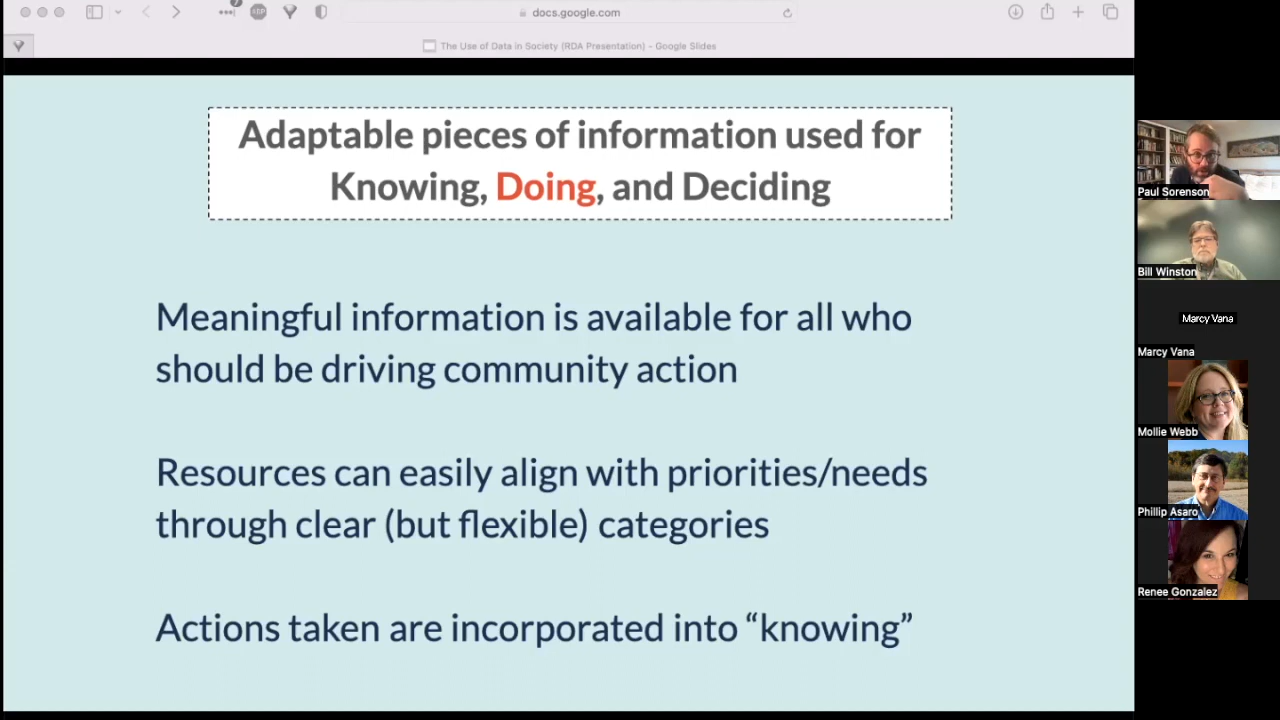 7
docs.google.com
The Use of Data in Society (RDA Presentation) - Google Slides
Adaptable pieces of information used for
Knowing, Doing, and Deciding
Meaningful information is available for all who
should be driving community action
Resources can easily align with priorities/needs
through clear (but flexible) categories
Actions taken are incorporated into “knowing”
Paul Sorenson
Bill Winston
Marcy Vana
Marcy Vana
Mollie Webb
Phillip Asaro
Renee Gonzalez